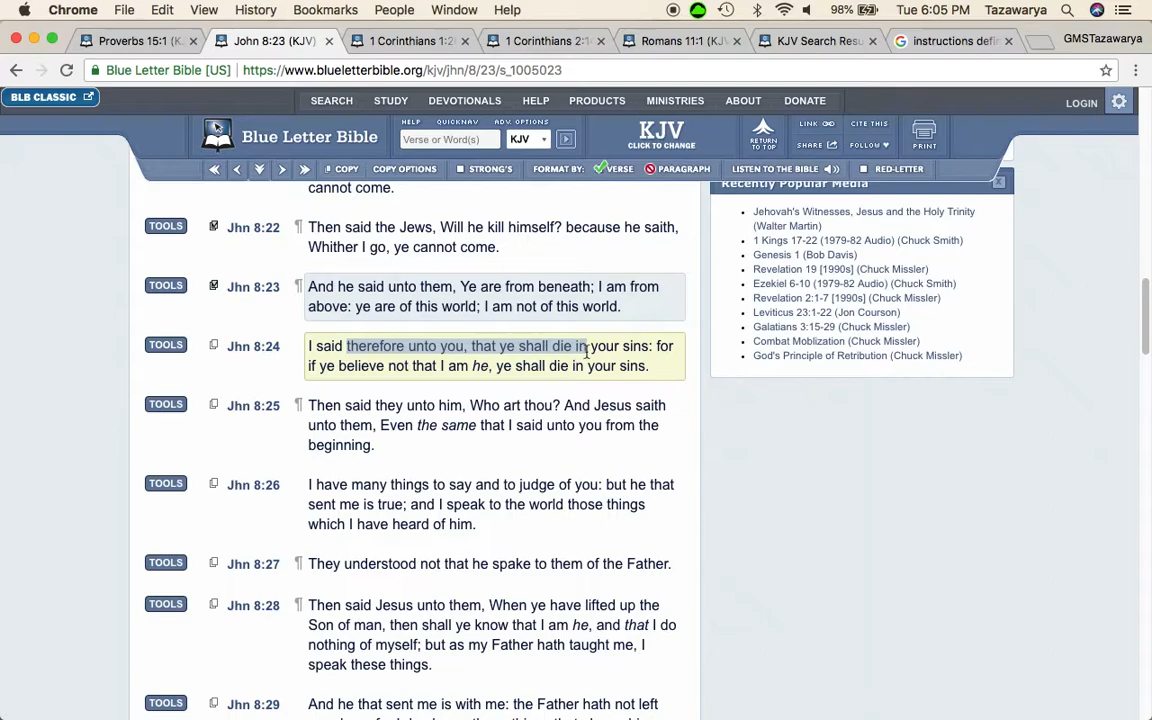 Chrome File Edit View History Bookmarks People Window Help 98% Tue 6:05 PM Tazawarya
Proverbs 15:1 (KJV) × John 8:23 (KJV) × 1 Corinthians 1:2 × 1 Corinthians 2:1 × Romans 11:1 (KJV × KJV Search Resu × instructions defin × GMSTazawarya
Blue Letter Bible [US] https://www.blueletterbible.org/kjv/jhn/8/23/s_1005023
BLB CLASSIC SEARCH STUDY DEVOTIONALS HELP PRODUCTS MINISTRIES ABOUT DONATE LOGIN
HELP QUICKNAV ADV. OPTIONS
Blue Letter Bible Verse or Word(s) KJV
KJV
CLICK TO CHANGE
RETURN
TO TOP
LINK CITE THIS
SHARE FOLLOW
PRINT
COPY COPY OPTIONS STRONG'S FORMAT BY: VERSE PARAGRAPH LISTEN TO THE BIBLE RED-LETTER
cannot come.
TOOLS Jhn 8:22 ¶ Then said the Jews, Will he kill himself? because he saith,
Whither I go, ye cannot come.
TOOLS Jhn 8:23 ¶ And he said unto them, Ye are from beneath; I am from
above: ye are of this world; I am not of this world.
TOOLS Jhn 8:24 I said therefore unto you, that ye shall die in your sins: for
if ye believe not that I am he, ye shall die in your sins.
TOOLS Jhn 8:25 ¶ Then said they unto him, Who art thou? And Jesus saith
unto them, Even the same that I said unto you from the
beginning.
TOOLS Jhn 8:26 I have many things to say and to judge of you: but he that
sent me is true; and I speak to the world those things
which I have heard of him.
TOOLS Jhn 8:27 ¶ They understood not that he spake to them of the Father.
TOOLS Jhn 8:28 ¶ Then said Jesus unto them, When ye have lifted up the
Son of man, then shall ye know that I am he, and that I do
nothing of myself; but as my Father hath taught me, I
speak these things.
TOOLS Jhn 8:29 And he that sent me is with me: the Father hath not left
Recently Popular Media
Jehovah's Witnesses, Jesus and the Holy Trinity
(Walter Martin)
1 Kings 17-22 (1979-82 Audio) (Chuck Smith)
Genesis 1 (Bob Davis)
Revelation 19 [1990s] (Chuck Missler)
Ezekiel 6-10 (1979-82 Audio) (Chuck Smith)
Revelation 2:1-7 [1990s] (Chuck Missler)
Leviticus 23:1-22 (Jon Courson)
Galatians 3:15-29 (Chuck Missler)
Combat Moblization (Chuck Missler)
God's Principle of Retribution (Chuck Missler)